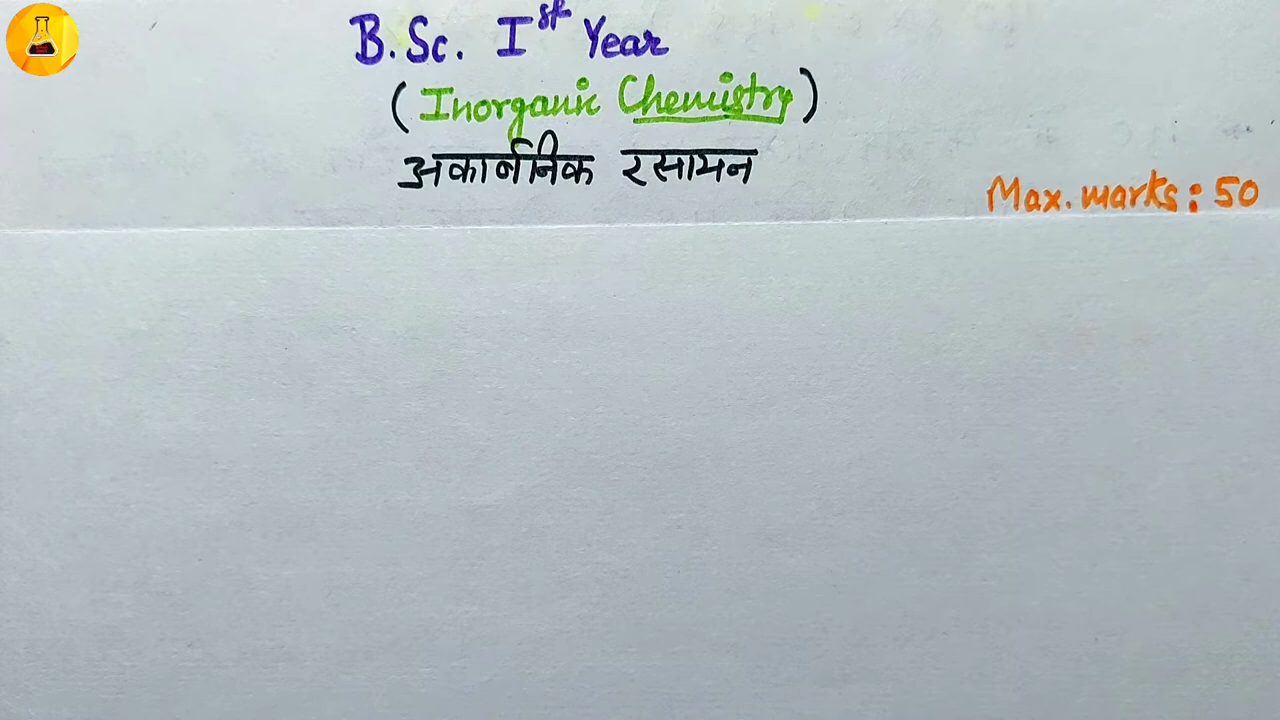 B.Sc. Ist Year
(Inorganic Chemistry)
अकार्बनिक रसायन
Max. marks: 50